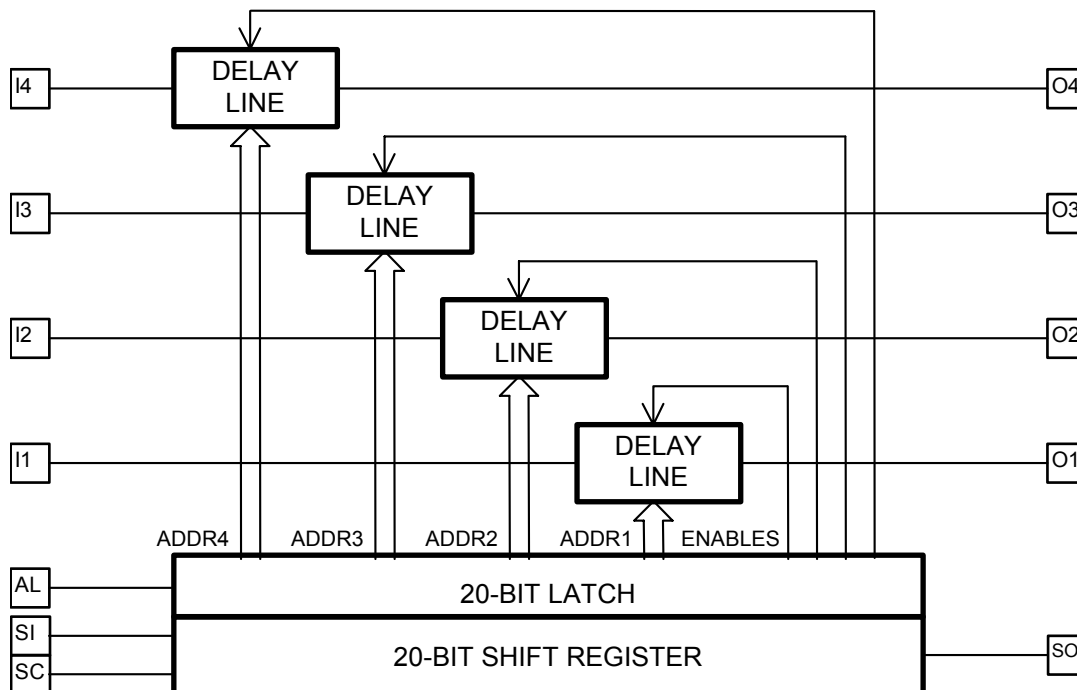 DELAY
LINE
I4
O4
DELAY
LINE
I3
O3
DELAY
LINE
I2
O2
DELAY
LINE
I1
O1
ADDR4
ADDR3
ADDR2
ADDR1
ENABLES
AL
20-BIT LATCH
SI
SC
20-BIT SHIFT REGISTER
SO